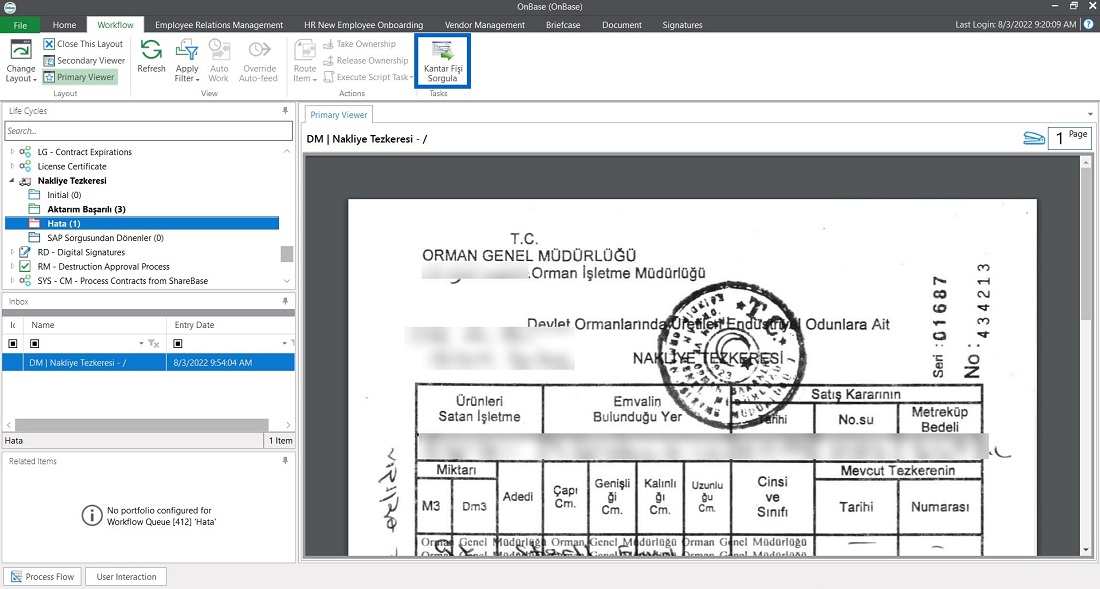 OnBase (OnBase)
File Home Workflow Employee Relations Management HR New Employee Onboarding Vendor Management Briefcase Document Signatures Last Login: 8/3/2022 9:20:09 AM
Change Layout
Close This Layout
Secondary Viewer
Primary Viewer
Layout
Refresh
Apply Filter
Auto Work
Override Auto-feed
View
Route Item
Take Ownership
Release Ownership
Execute Script Task
Actions
Kantar Fişi
Sorgula
Tasks
Life Cycles
Search...
LG - Contract Expirations
License Certificate
Nakliye Tezkeresi
Initial (0)
Aktarım Başarılı (3)
Hata (1)
SAP Sorgusundan Dönenler (0)
RD - Digital Signatures
RM - Destruction Approval Process
SYS - CM - Process Contracts from ShareBase
Inbox
Name Entry Date
DM | Nakliye Tezkeresi - / 8/3/2022 9:54:04 AM
Hata 1 Item
Related Items
No portfolio configured for
Workflow Queue [412] 'Hata'
Process Flow User Interaction
Primary Viewer
DM | Nakliye Tezkeresi - /
1 Page
T.C.
ORMAN GENEL MÜDÜRLÜĞÜ
.Orman İşletme Müdürlüğü
Seri : 01687
No: 434213
Devlet Ormanlarında Üretilen Endüstriyel Odunlara Ait
NAKLİYE TEZKERESİ
T.C.
Ürünleri
Satan İşletme
Emvalin
Bulunduğu Yer
Satış Kararının
Tarihi
No.su
Metreküp
Bedeli
Miktarı
M3
Dm3
Adedi
Çapı
Cm.
Genişli
ği
Cm.
Kalınlı
ğı
Cm.
Uzunlu
ğu
Cm.
Cinsi
ve
Sınıfı
Mevcut Tezkerenin
Tarihi
Numarası
Orman Genel Müdürlüğü Orman Genel Müdürlüğü Orman Genel Müdürlüğü